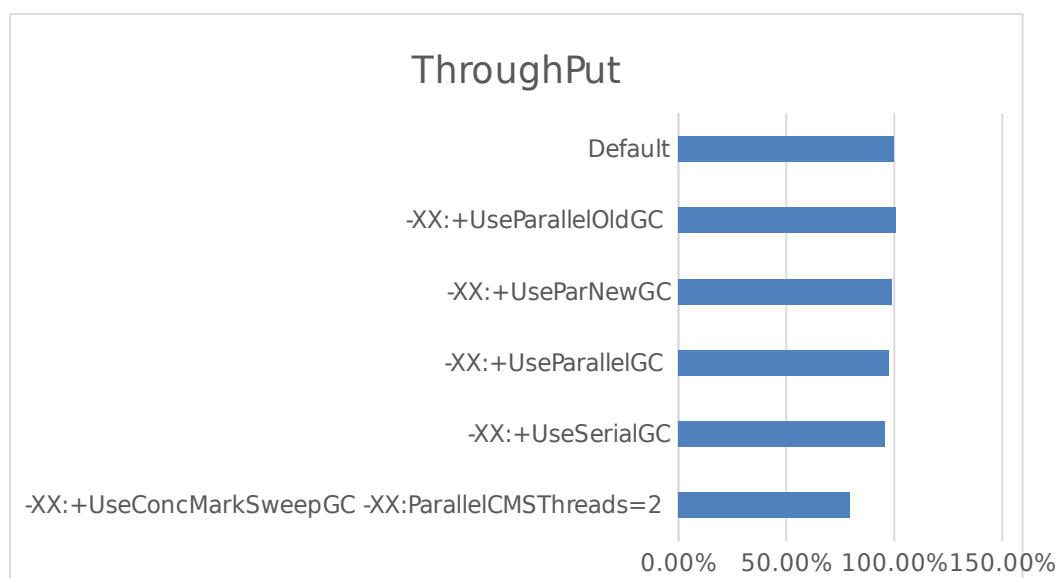 ThroughPut
Default
-XX:+UseParallelOldGC
-XX:+UseParNewGC
-XX:+UseParallelGC
-XX:+UseSerialGC
-XX:+UseConcMarkSweepGC -XX:ParallelCMSThreads=2
0.00% 50.00% 100.00% 150.00%